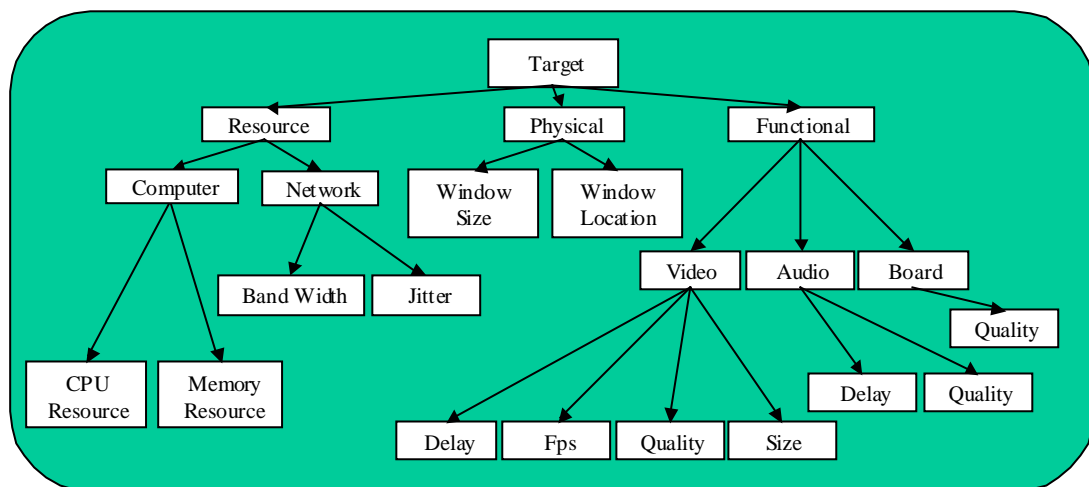 Target
Resource
Physical
Functional
Computer
Network
Window
Size
Window
Location
Video
Audio
Board
Band Width
Jitter
Quality
CPU
Resource
Memory
Resource
Delay
Quality
Delay
Fps
Quality
Size